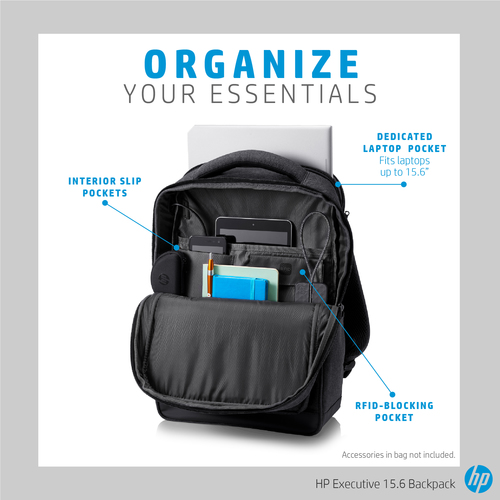 ORGANIZE
YOUR ESSENTIALS
DEDICATED
LAPTOP POCKET
Fits laptops
up to 15.6"
INTERIOR SLIP
POCKETS
RFID-BLOCKING
POCKET
Accessories in bag not included.
HP Executive 15.6 Backpack
hp